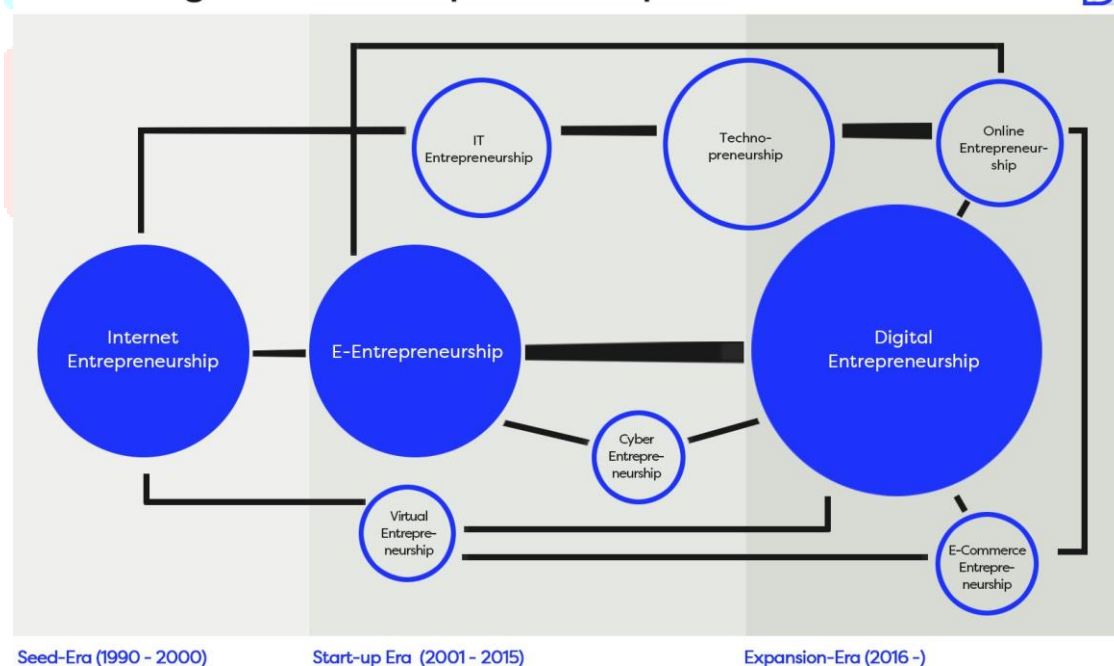 IT
Entrepreneurship
Techno-
preneurship
Online
Entrepreneur-
ship
Internet
Entrepreneurship
E-Entrepreneurship
Digital
Entrepreneurship
Cyber
Entrepre-
neurship
Virtual
Entrepre-
neurship
E-Commerce
Entrepre-
neurship
Seed-Era (1990 - 2000)
Start-up Era (2001 - 2015)
Expansion-Era (2016 -)